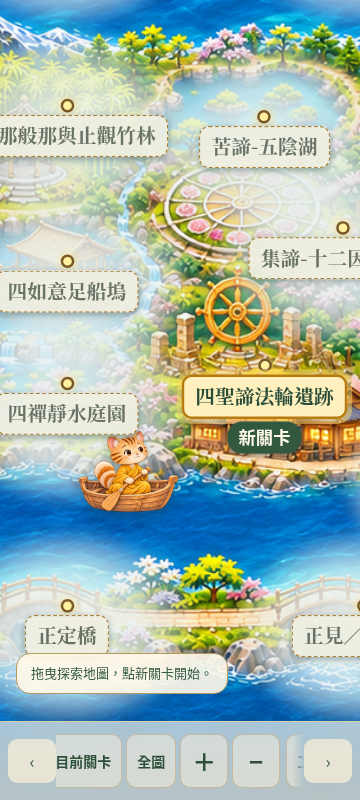 那般那與止觀竹林
苦諦-五陰湖
集諦-十二因
四如意足船塢
四聖諦法輪遺跡
新關卡
四禪靜水庭園
正定橋
正見／
拖曳探索地圖，點新關卡開始。
‹
目前關卡
全圖
+
−
›